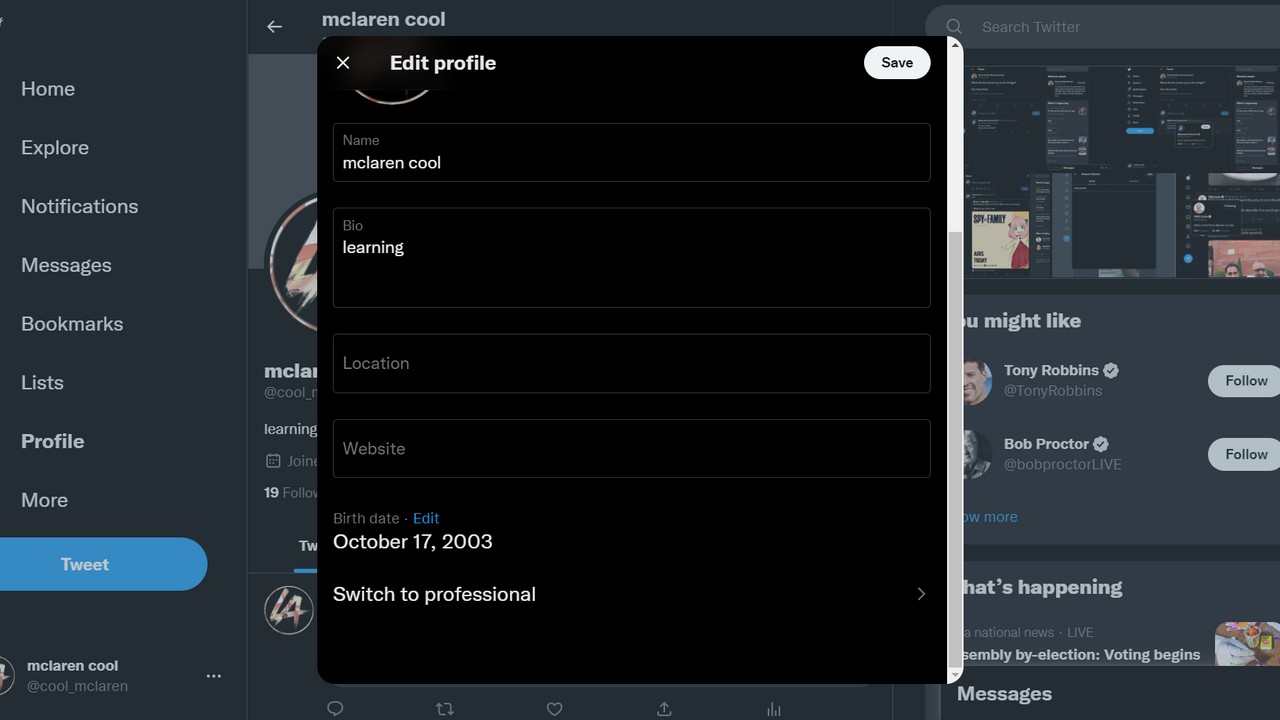 mclaren cool
Search Twitter
Home
Explore
Notifications
Messages
Bookmarks
Lists
Profile
More
Tweet
mclaren cool
@cool_mclaren
Edit profile
Save
Name
mclaren cool
Bio
learning
Location
Website
Birth date · Edit
October 17, 2003
Switch to professional
mclar
@cool_m
learning
Joine
19 Follow
Tw
SPY×FAMILY
AIRS
TODAY
ou might like
Tony Robbins
@TonyRobbins
Follow
Bob Proctor
@bobproctorLIVE
Follow
ow more
hat's happening
a national news · LIVE
sembly by-election: Voting begins
Messages